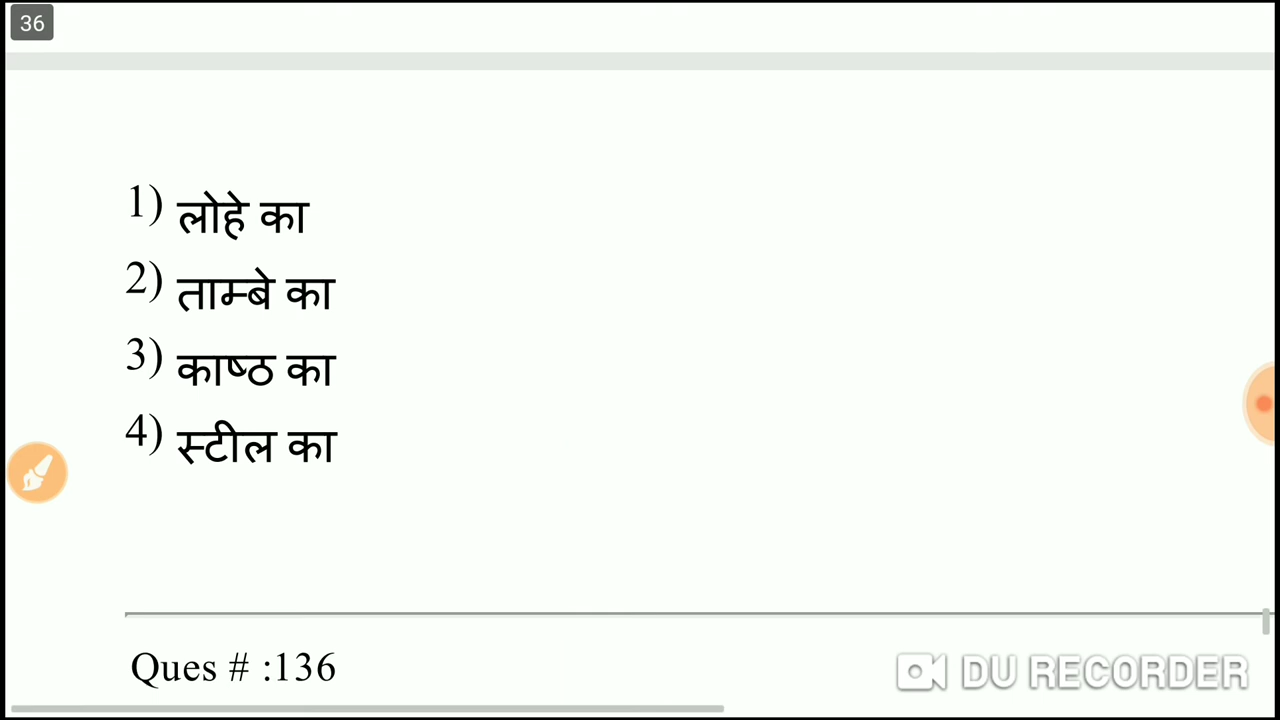 36
1) लोहे का
2) ताम्बे का
3) काष्ठ का
4) स्टील का
Ques # :136
DU RECORDER